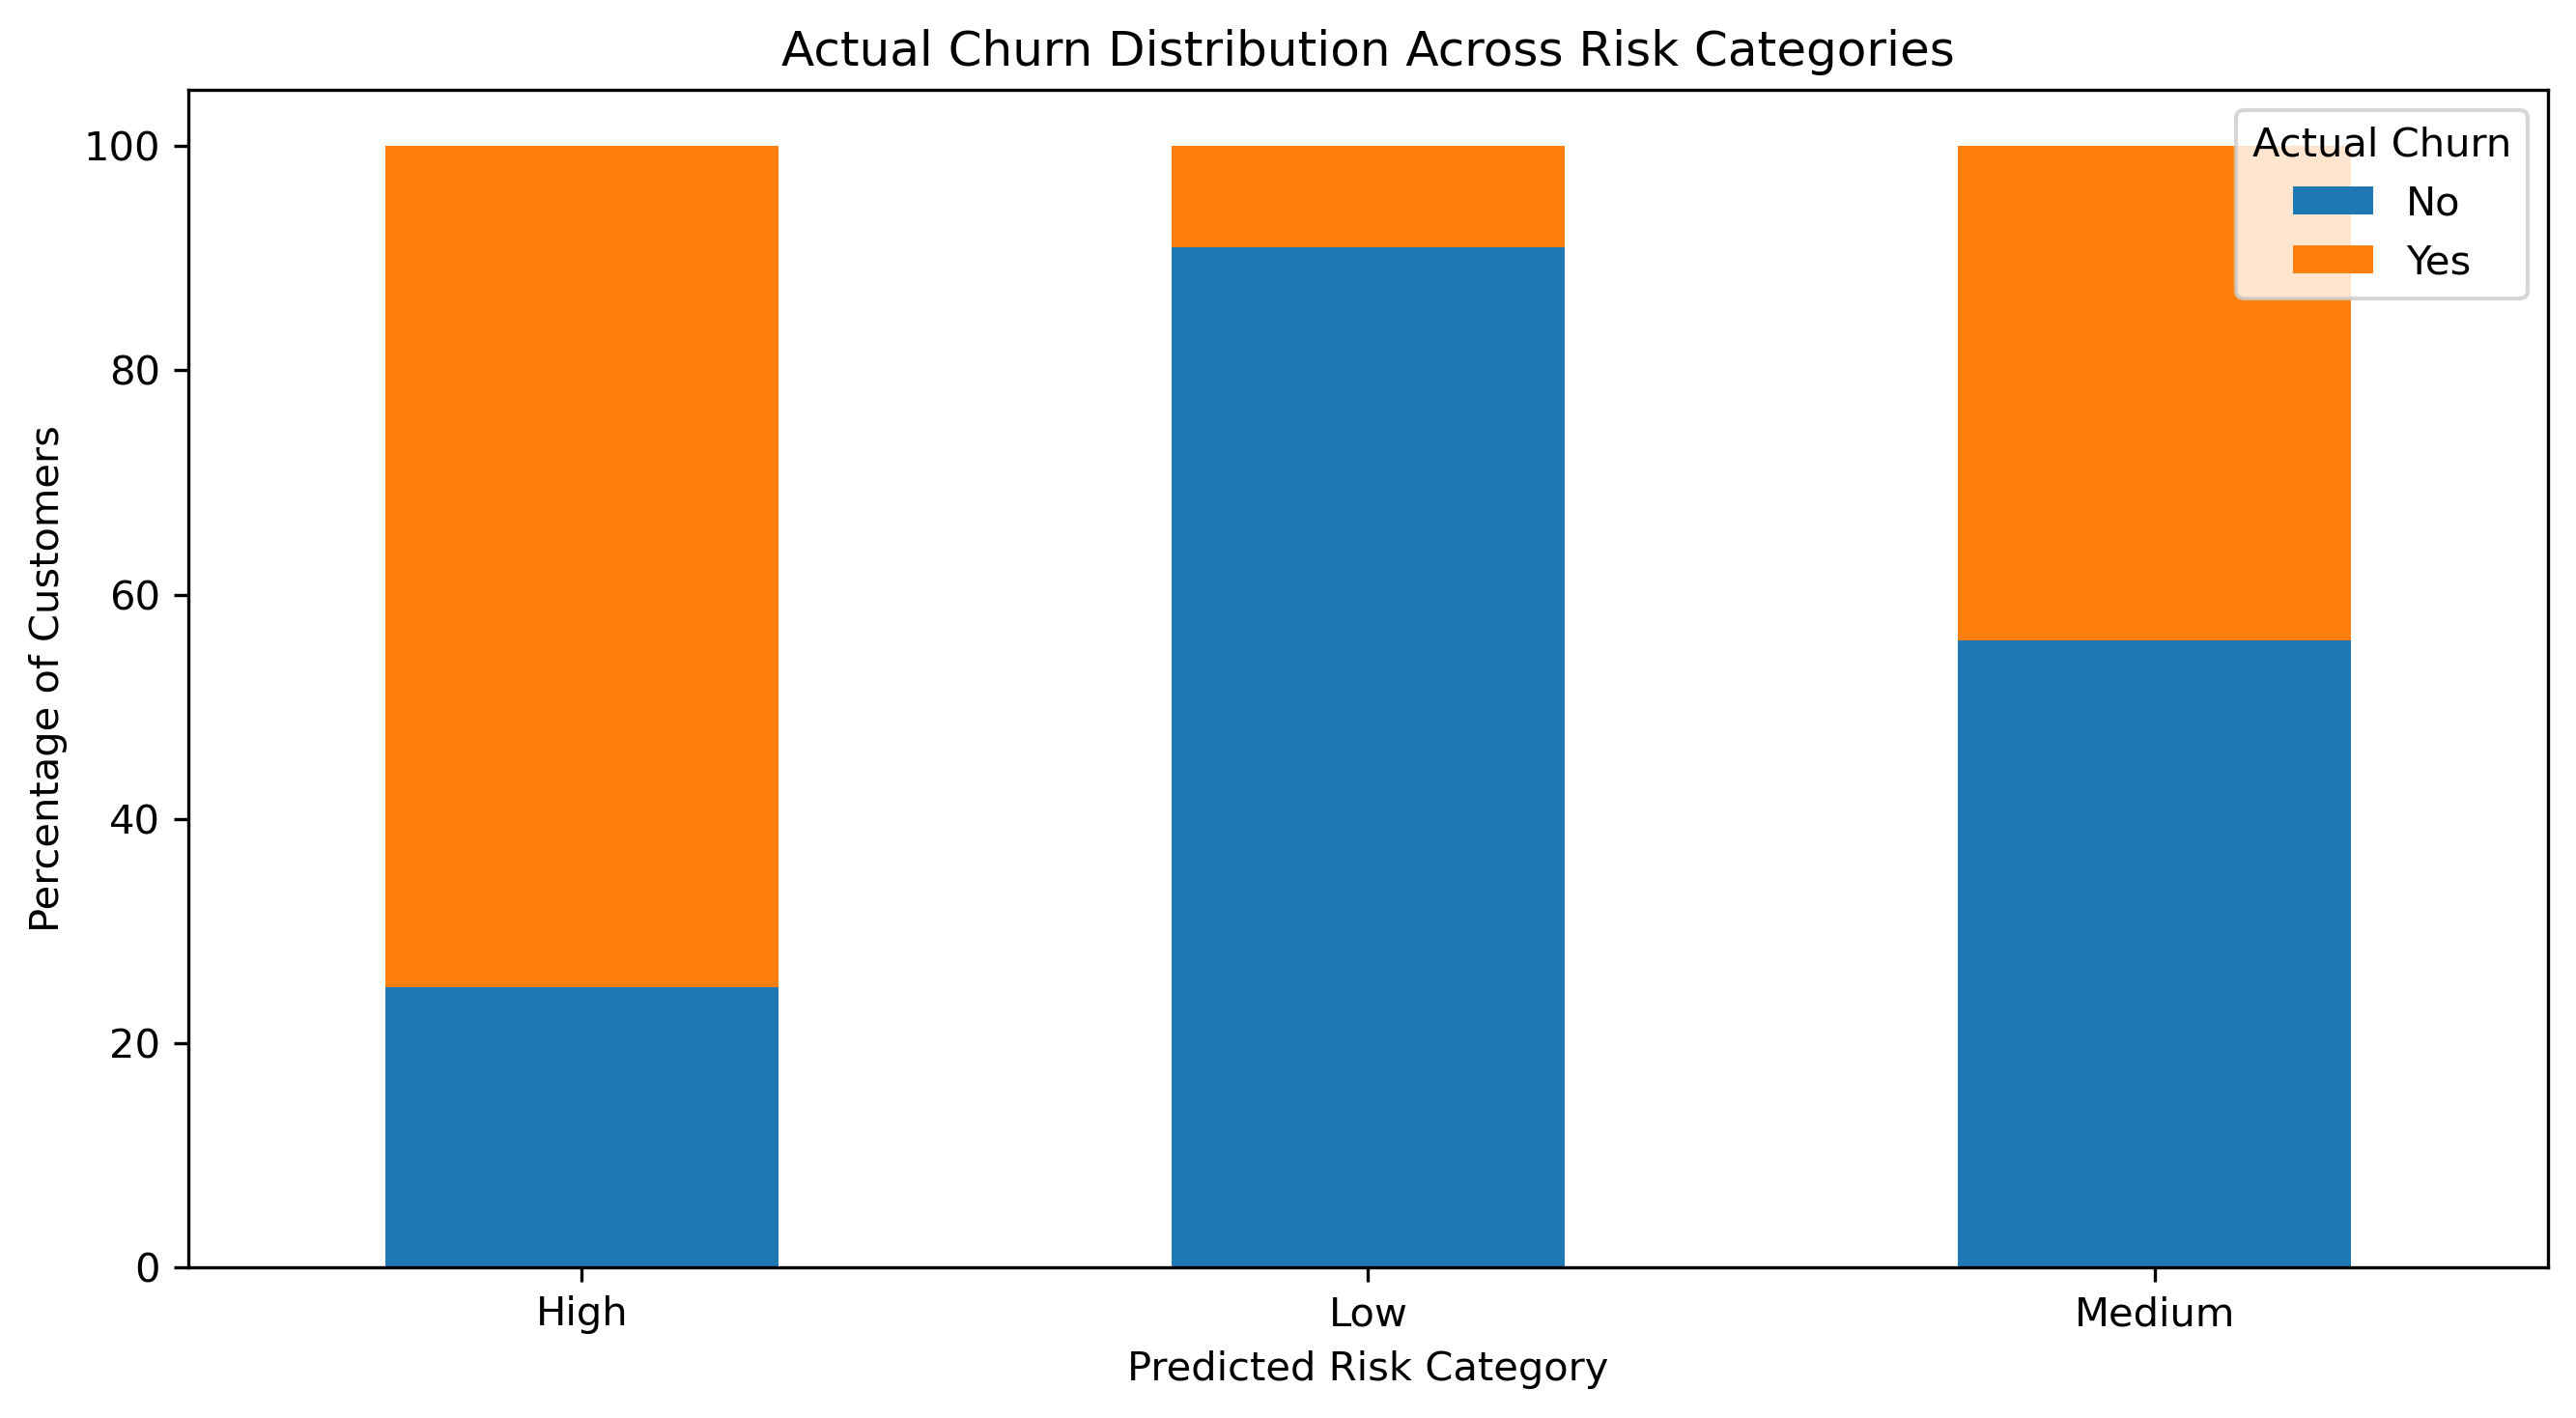 Actual Churn Distribution Across Risk Categories
Actual Churn
No
Yes
Percentage of Customers
100
80
60
40
20
0
High Low Medium
Predicted Risk Category